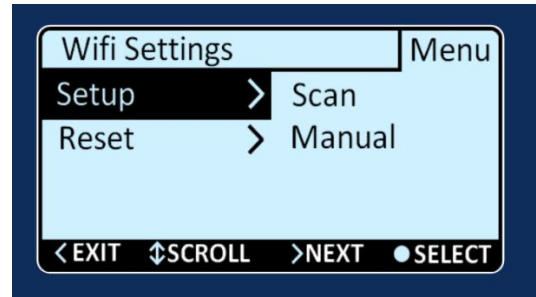 Wifi Settings Menu
Setup > Scan
Reset > Manual
<EXIT ↕SCROLL >NEXT ●SELECT